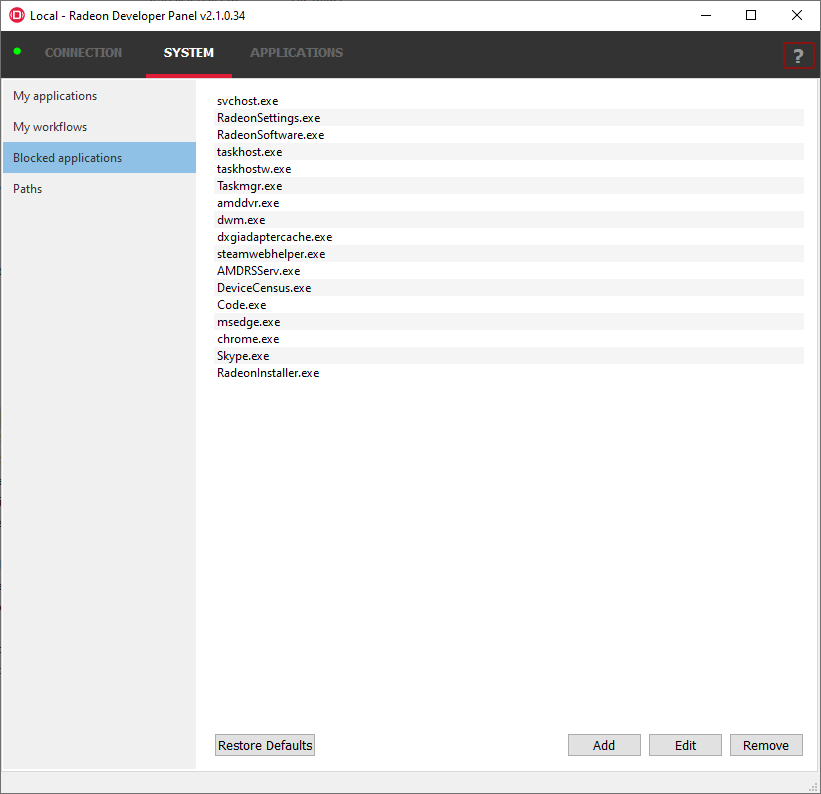 Local - Radeon Developer Panel v2.1.0.34
CONNECTION SYSTEM APPLICATIONS ?
My applications
My workflows
Blocked applications
Paths
svchost.exe
RadeonSettings.exe
RadeonSoftware.exe
taskhost.exe
taskhostw.exe
Taskmgr.exe
amddvr.exe
dwm.exe
dxgiadaptercache.exe
steamwebhelper.exe
AMDRSServ.exe
DeviceCensus.exe
Code.exe
msedge.exe
chrome.exe
Skype.exe
RadeonInstaller.exe
Restore Defaults Add Edit Remove